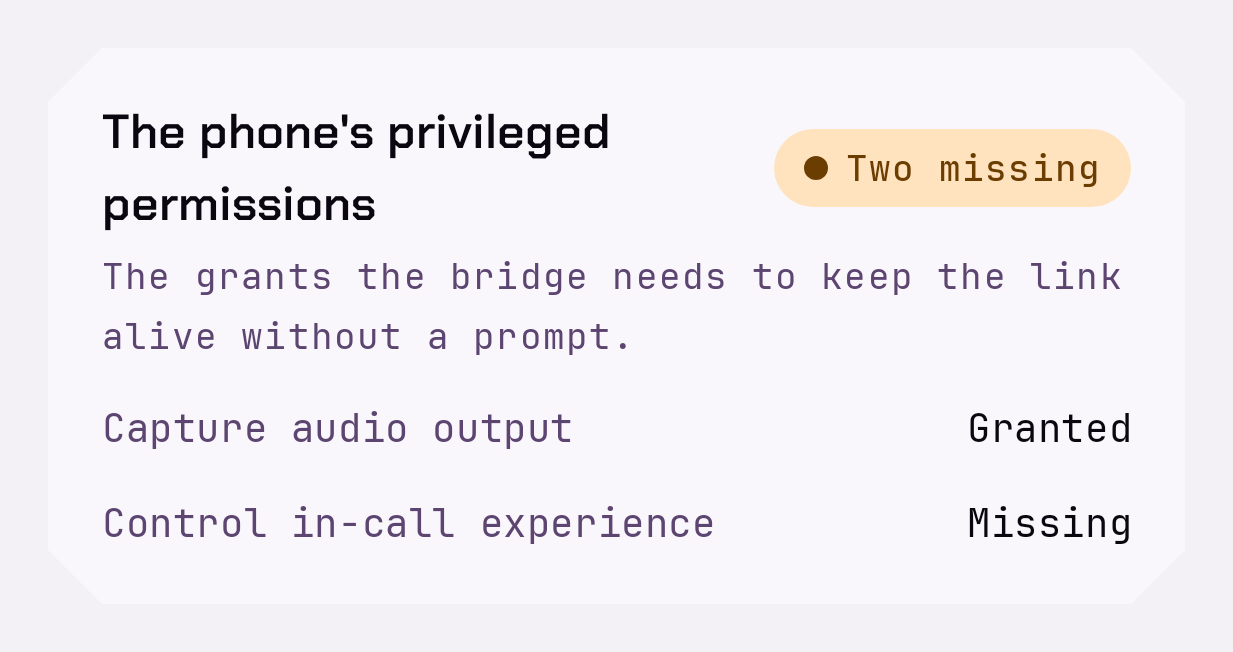 The phone's privileged
permissions
Two missing
The grants the bridge needs to keep the link
alive without a prompt.
Capture audio output Granted
Control in-call experience Missing